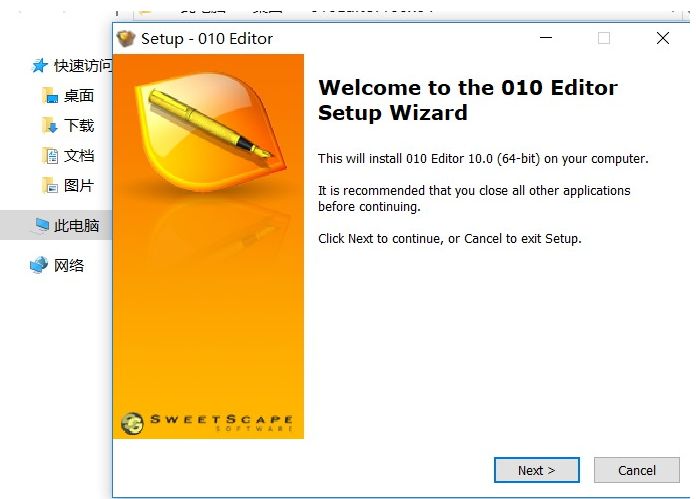 Setup - 010 Editor
快速访问
桌面
下载
文档
图片
此电脑
网络
Welcome to the 010 Editor
Setup Wizard
This will install 010 Editor 10.0 (64-bit) on your computer.
It is recommended that you close all other applications
before continuing.
Click Next to continue, or Cancel to exit Setup.
SWEETSCAPE
SOFTWARE
Next >
Cancel